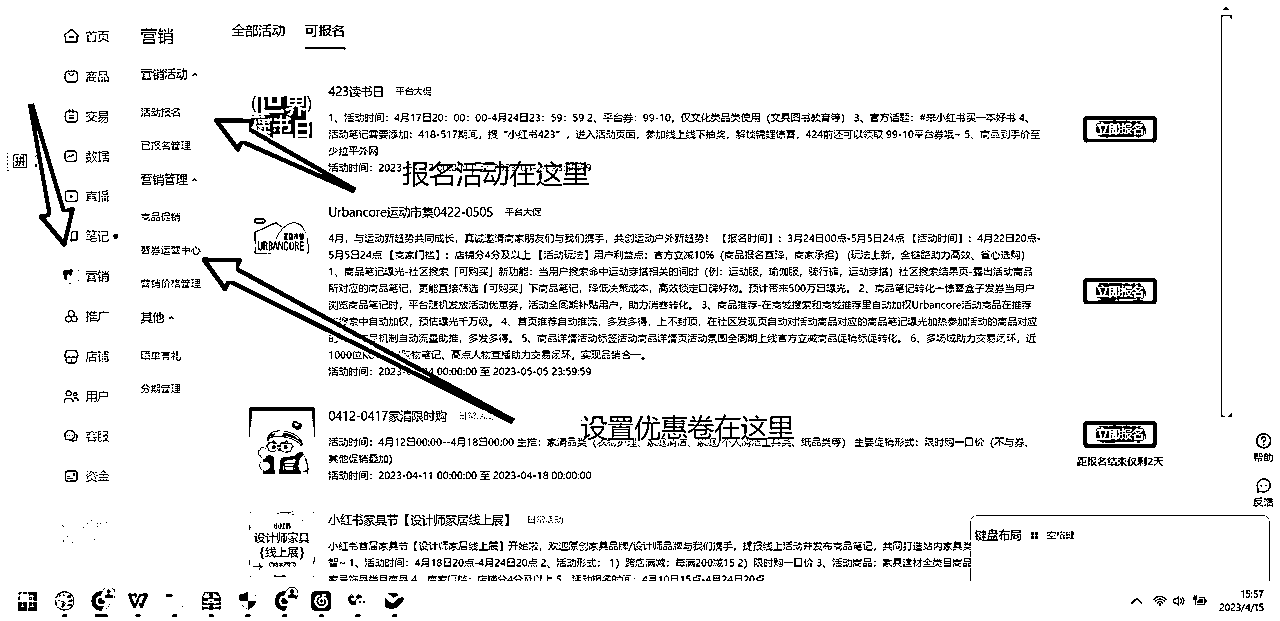 首页
商品
交易
数据
直播
笔记
营销
推广
店铺
用户
客服
资金
营销
营销活动
活动报名
已报名管理
营销管理
商品促销
营销价格管理
其他
晒单有礼
分期管理
全部活动 可报名
423读书日 平台大促
1、活动时间：4月17日20：00：00-4月24日23：59：59 2、平台券：99-10，仅文化类品类使用（文具图书教育等） 3、官方话题：#来小红书买一本好书 4、
活动笔记需要添加：418-517期间，搜“小红书423”，进入活动页面，参加线上线下抽奖，解锁锦鲤惊喜，424前还可以领取 99-10平台券哦~ 5、商品到手价至
少拉平外网
活动时间：2023-
立即报名
报名活动在这里
Urbancore运动市集0422-0505 平台大促
4月，与运动新趋势共同成长，真诚邀请商家朋友们与我们携手，共创运动户外新趋势！【报名时间】：3月24日00点-5月5日24点 【活动时间】：4月22日20点-
5月5日24点 【商家门槛】：店铺分4分及以上 【活动玩法】用户利益点：官方立减10%（商品报名直降，商家承担）（玩法上新，全链路助力高效、省心选购）
1、商品笔记曝光-社区搜索「可购买」新功能：当用户搜索命中运动穿搭相关的词时（例：运动服，瑜伽服，骑行裤，运动穿搭）社区搜索结果页-露出活动商品
所对应的商品笔记，更能直接筛选「可购买」下商品笔记，降低决策成本，高效锁定口碑好物。预计带来500万日曝光。 2、商品笔记转化-惊喜盒子发券当用户
浏览商品笔记时，平台随机发放活动优惠券，活动全周期补贴用户，助力消费转化。 3、商品推荐-在商城搜索和商城推荐里自动加权Urbancore活动商品在推荐
搜索中自动加权，预估曝光千万级。 4、首页推荐自动推流，多发多得，上不封顶，在社区发现页自动对活动商品对应的商品笔记曝光加热参加活动的商品对应
机制自动流量助推，多发多得。 5、商品详情活动标签活动商品详情页活动氛围全周期上线官方立减商品促销标促转化。 6、多场域助力交易闭环，近
1000位 购物笔记、高点人物直播助力交易闭环，实现品销合一。
活动时间：2023- 00:00:00 至 2023-05-05 23:59:59
立即报名
0412-0417家清限时购 日常活动
设置优惠卷在这里
活动时间：4月12日00:00--4月18日00:00 主推：家清品类 纸品类等） 主要促销形式：限时购一口价（不与券、
其他促销叠加）
活动时间：2023-04-11 00:00:00 至 2023-04-18 00:00:00
立即报名
距报名结束仅剩2天
小红书家具节【设计师家居线上展】 日常活动
设计师家具
{线上展}
小红书首届家具节【设计师家居线上展】开始啦，欢迎原创家具品牌/设计师品牌与我们携手，提报线上活动并发布商品笔记，共同打造站内家具类
1、活动时间：4月18日20点-4月24日20点 2、活动形式：1）跨店满减：每满200减15 2）限时购一口价 3、活动商品：家具建材全类目商品
帮助
反馈
键盘布局 空格键
15:57
2023/4/15